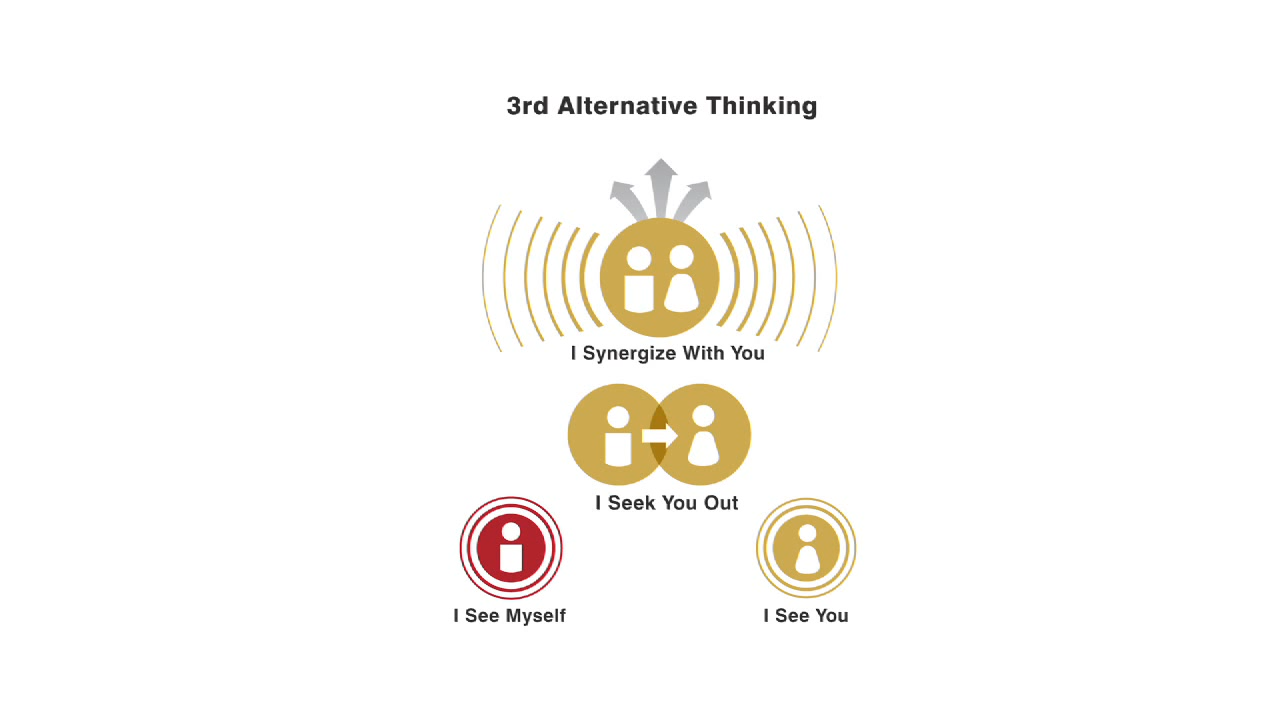 3rd Alternative Thinking
I Synergize With You
I Seek You Out
I See Myself
I See You